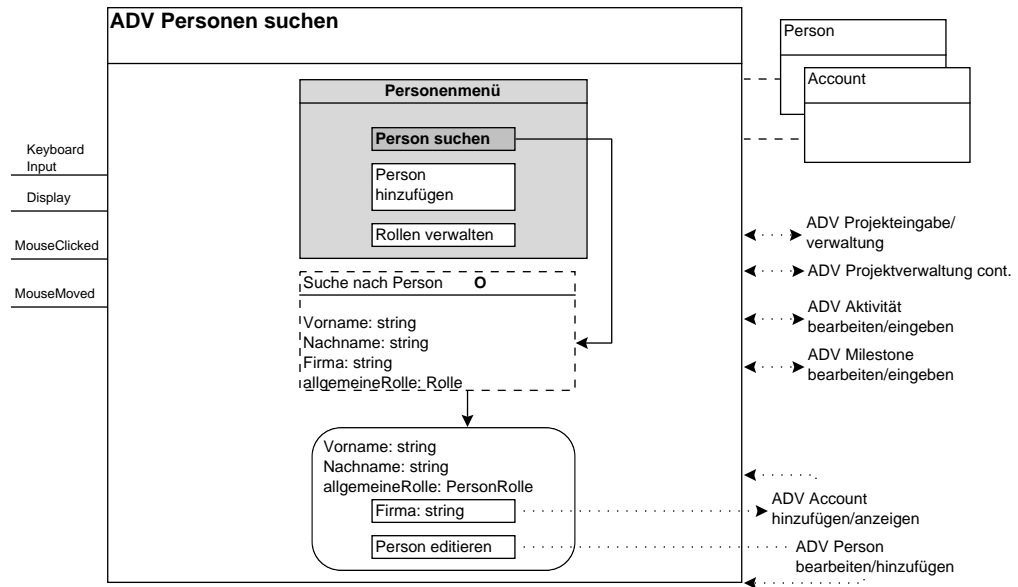 ADV Personen suchen
Person
Account
Personenmenü
Person suchen
Person
hinzufügen
Rollen verwalten
Keyboard
Input
Display
MouseClicked
MouseMoved
Suche nach Person O
Vorname: string
Nachname: string
Firma: string
allgemeineRolle: Rolle
Vorname: string
Nachname: string
allgemeineRolle: PersonRolle
Firma: string
Person editieren
ADV Projekteingabe/
verwaltung
ADV Projektverwaltung cont.
ADV Aktivität
bearbeiten/eingeben
ADV Milestone
bearbeiten/eingeben
ADV Account
hinzufügen/anzeigen
ADV Person
bearbeiten/hinzufügen